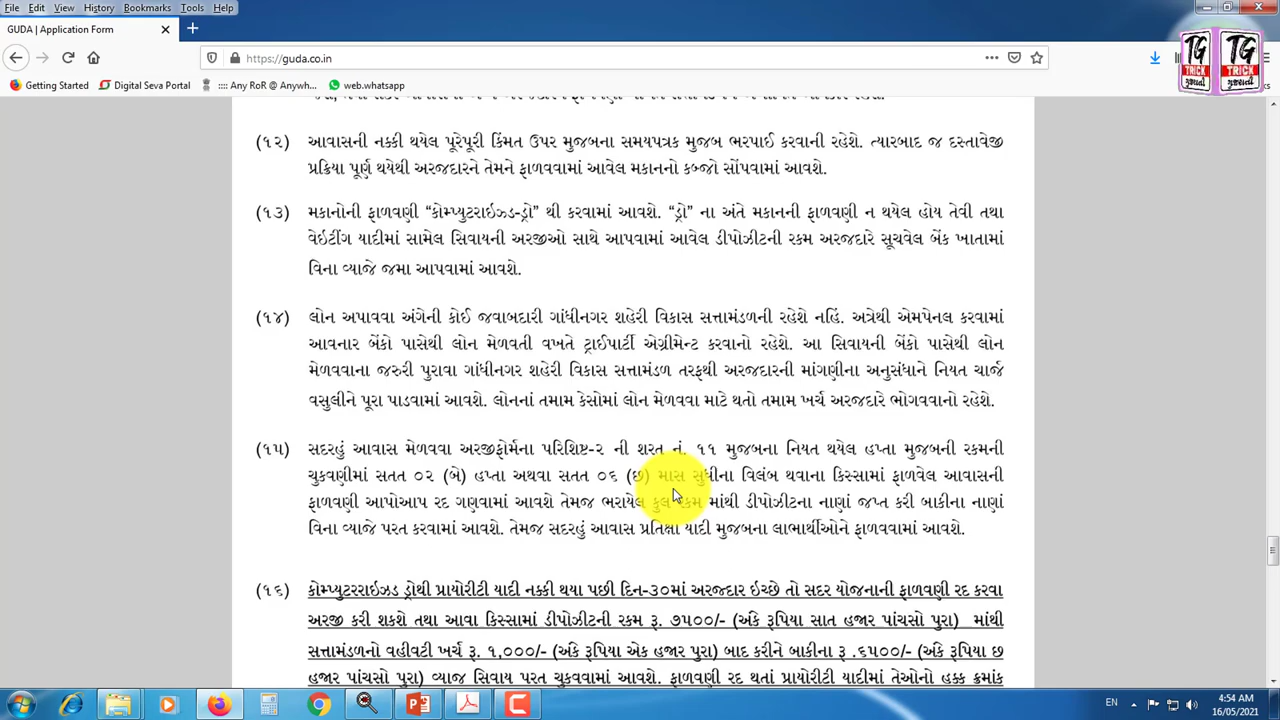 File Edit View History Bookmarks Tools Help
GUDA | Application Form
https://guda.co.in
Getting Started Digital Seva Portal :::: Any RoR @ Anywh... web.whatsapp
TG TG
TRICK TRICK
ગુજરાતી ગુજરાતી
(૧૨) આવાસની નક્કી થયેલ પૂરેપૂરી કિંમત ઉપર મુજબના સમયપત્રક મુજબ ભરપાઈ કરવાની રહેશે. ત્યારબાદ જ દસ્તાવેજી
પ્રક્રિયા પૂર્ણ થયેથી અરજદારને તેમને ફાળવવામાં આવેલ મકાનનો કબ્જો સોંપવામાં આવશે.
(૧૩) મકાનોની ફાળવણી “કોમ્પ્યુટરાઇઝ્ડ-ડ્રો” થી કરવામાં આવશે. “ડ્રો” ના અંતે મકાનની ફાળવણી ન થયેલ હોય તેવી તથા
વેઇટીંગ યાદીમાં સામેલ સિવાયની અરજીઓ સાથે આપવામાં આવેલ ડીપોઝીટની રકમ અરજદારે સૂચવેલ બેંક ખાતામાં
વિના વ્યાજે જમા આપવામાં આવશે.
(૧૪) લોન અપાવવા અંગેની કોઈ જવાબદારી ગાંધીનગર શહેરી વિકાસ સત્તામંડળની રહેશે નહિં. અત્રેથી એમપેનલ કરવામાં
આવનાર બેંકો પાસેથી લોન મેળવતી વખતે ટ્રાઈપાર્ટી એગ્રીમેન્ટ કરવાનો રહેશે. આ સિવાયની બેંકો પાસેથી લોન
મેળવવાના જરુરી પુરાવા ગાંધીનગર શહેરી વિકાસ સત્તામંડળ તરફથી અરજદારની માંગણીના અનુસંધાને નિયત ચાર્જ
વસુલીને પૂરા પાડવામાં આવશે. લોનનાં તમામ કેસોમાં લોન મેળવવા માટે થતો તમામ ખર્ચ અરજદારે ભોગવવાનો રહેશે.
(૧૫) સદરહું આવાસ મેળવવા અરજીફોર્મના પરિશિષ્ટ-૨ ની શરત નં. ૧૧ મુજબના નિયત થયેલ હપ્તા મુજબની રકમની
ચુકવણીમાં સતત ૦૨ (બે) હપ્તા અથવા સતત ૦૬ (છ) માસ સુધીના વિલંબ થવાના કિસ્સામાં ફાળવેલ આવાસની
ફાળવણી આપોઆપ રદ ગણવામાં આવશે તેમજ ભરાયેલ કુલ રકમ માંથી ડીપોઝીટના નાણાં જપ્ત કરી બાકીના નાણાં
વિના વ્યાજે પરત કરવામાં આવશે. તેમજ સદરહું આવાસ પ્રતિક્ષા યાદી મુજબના લાભાર્થીઓને ફાળવવામાં આવશે.
(૧૬) કોમ્પ્યુટરરાઇઝડ ડ્રોથી પ્રાયોરીટી યાદી નક્કી થયા પછી દિન-૩૦માં અરજદાર ઇચ્છે તો સદર યોજનાની ફાળવણી રદ કરવા
અરજી કરી શકશે તથા આવા કિસ્સામાં ડીપોઝીટની રકમ રૂ. ૭૫૦૦/- (અંકે રૂપિયા સાત હજાર પાંચસો પુરા) માંથી
સત્તામંડળનો વહીવટી ખર્ચ રૂ. ૧,૦૦૦/- (અંકે રૂપિયા એક હજાર પુરા) બાદ કરીને બાકીના રૂ .૬૫૦૦/- (અંકે રૂપિયા છ
હજાર પાંચસો પુરા) વ્યાજ સિવાય પરત ચુકવવામાં આવશે. ફાળવણી રદ થતાં પ્રાયોરીટી યાદીમાં તેઓનો હક્ક ક્રમાંક
EN 4:54 AM
16/05/2021